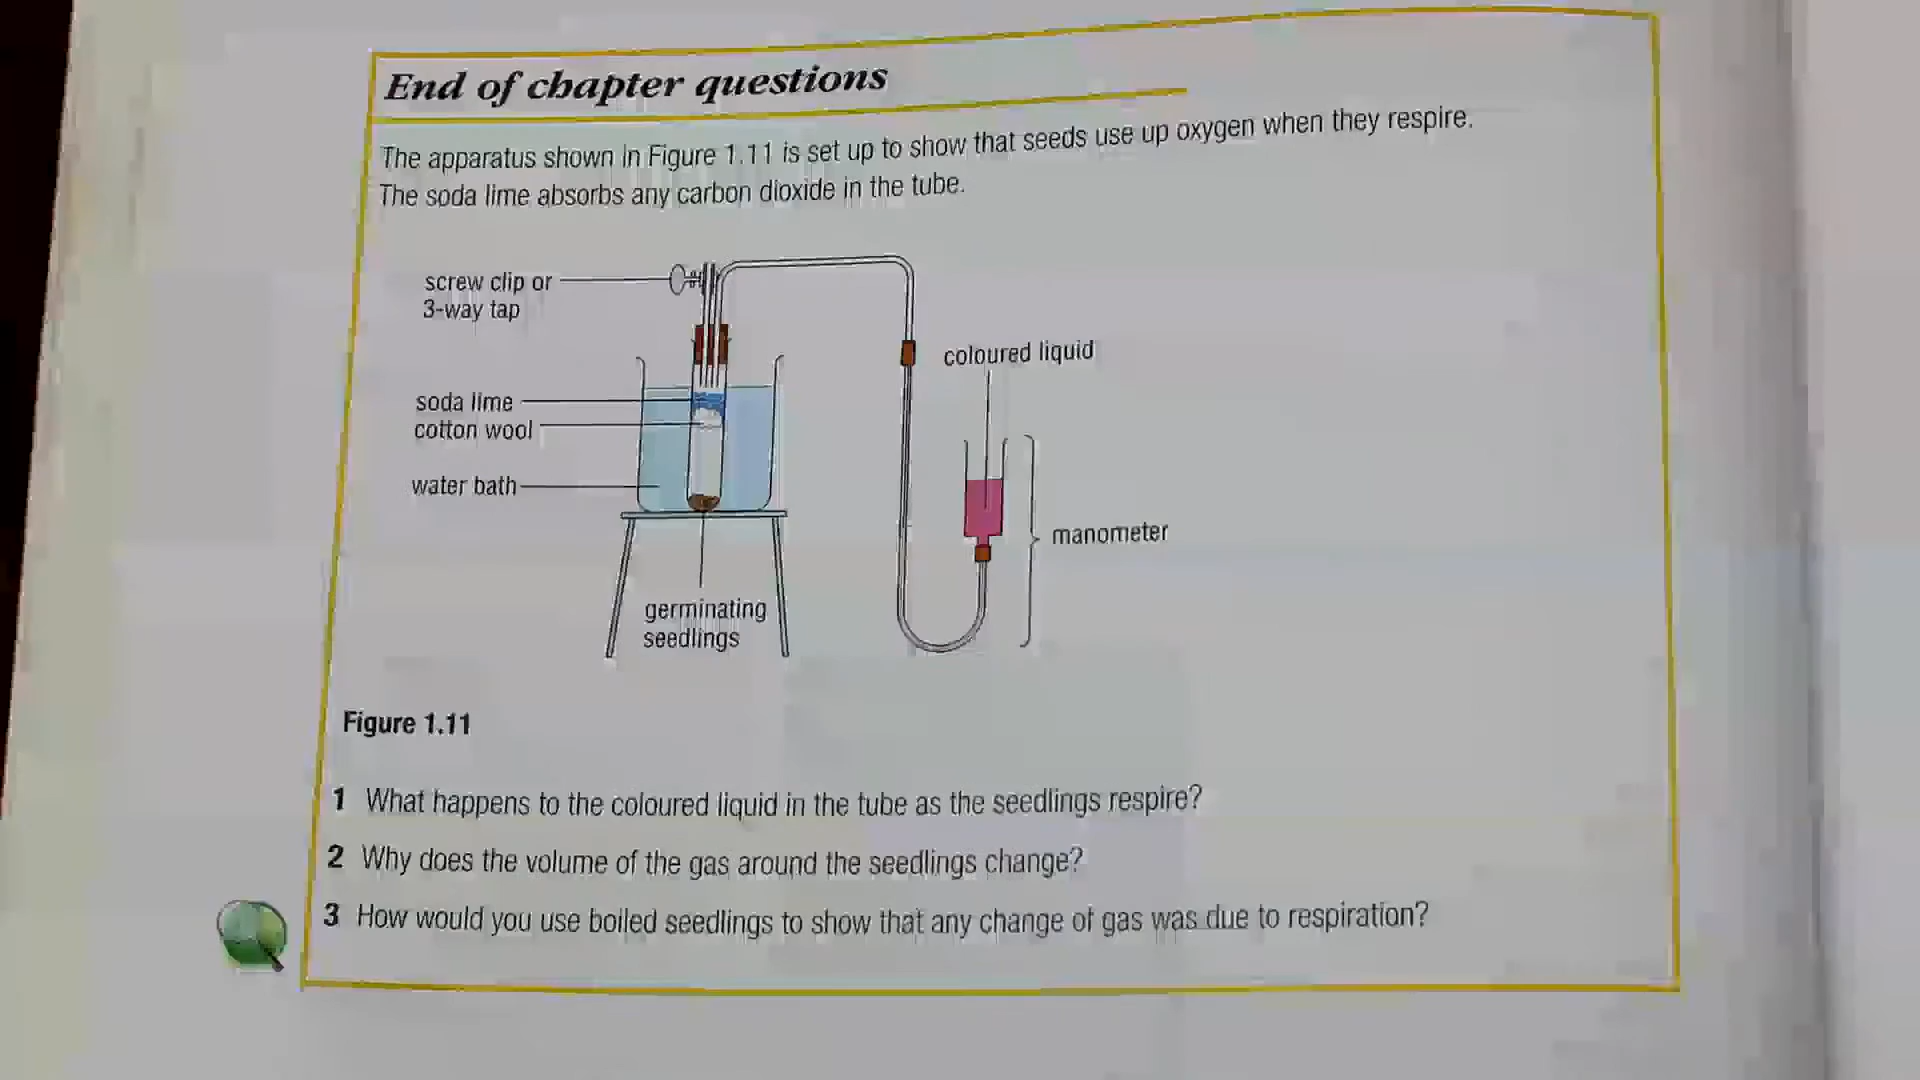 End of chapter questions
The apparatus shown in Figure 1.11 is set up to show that seeds use up oxygen when they respire.
The soda lime absorbs any carbon dioxide in the tube.
screw clip or
3-way tap
coloured liquid
soda lime
cotton wool
water bath
manometer
germinating
seedlings
Figure 1.11
1 What happens to the coloured liquid in the tube as the seedlings respire?
2 Why does the volume of the gas around the seedlings change?
3 How would you use boiled seedlings to show that any change of gas was due to respiration?